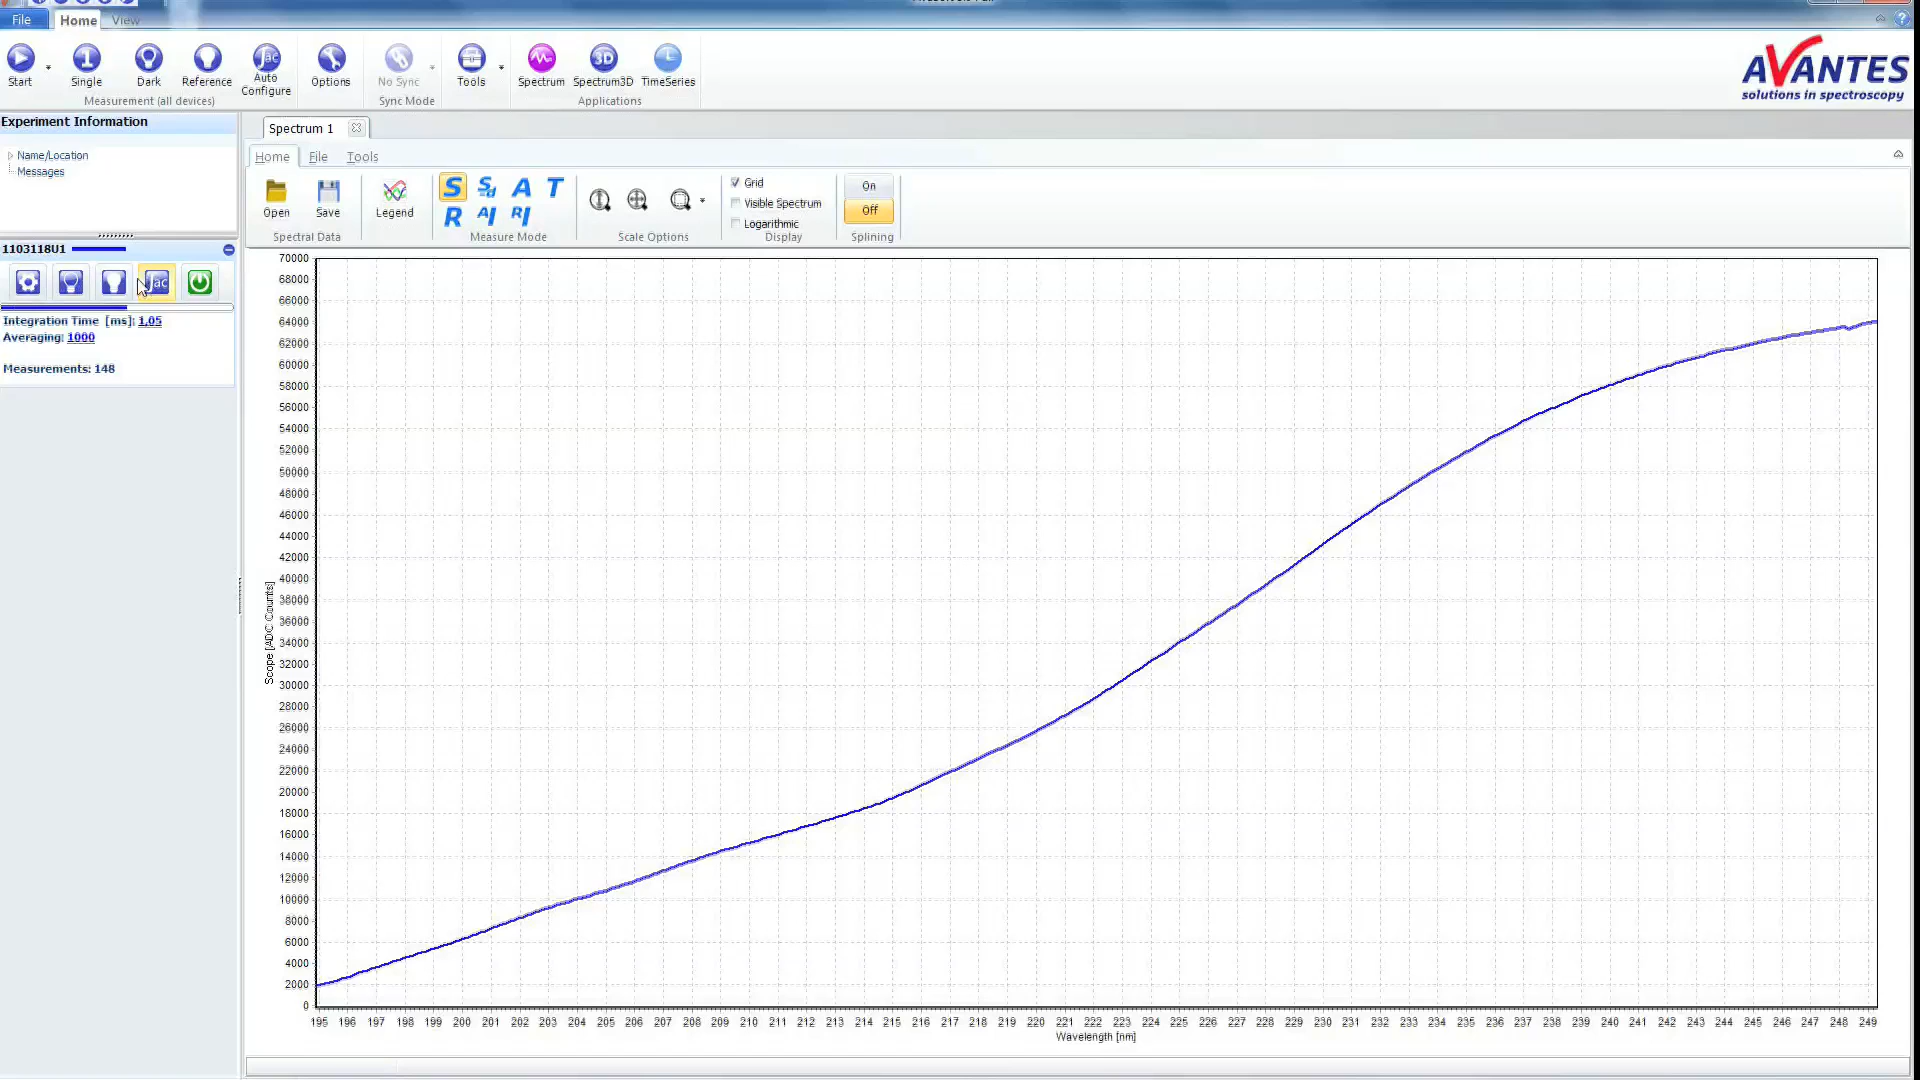 File Home View
Start Single Dark Reference Auto Configure Options No Sync Tools Spectrum Spectrum3D TimeSeries
Measurement (all devices) Sync Mode Applications
AVANTES
solutions in spectroscopy
Experiment Information
Name/Location
Messages
1103118U1
Jac
Integration Time [ms]: 1,05
Averaging: 1000
Measurements: 148
Spectrum 1
Home File Tools
Open Save Legend
S Sd A T
R AI RI
Grid
Visible Spectrum
Logarithmic
On
Off
Spectral Data Measure Mode Scale Options Display Splining
70000
68000
66000
64000
62000
60000
58000
56000
54000
52000
50000
48000
46000
44000
42000
40000
38000
36000
34000
32000
30000
28000
26000
24000
22000
20000
18000
16000
14000
12000
10000
8000
6000
4000
2000
0
Scope [ADC Counts]
195 196 197 198 199 200 201 202 203 204 205 206 207 208 209 210 211 212 213 214 215 216 217 218 219 220 221 222 223 224 225 226 227 228 229 230 231 232 233 234 235 236 237 238 239 240 241 242 243 244 245 246 247 248 249
Wavelength [nm]